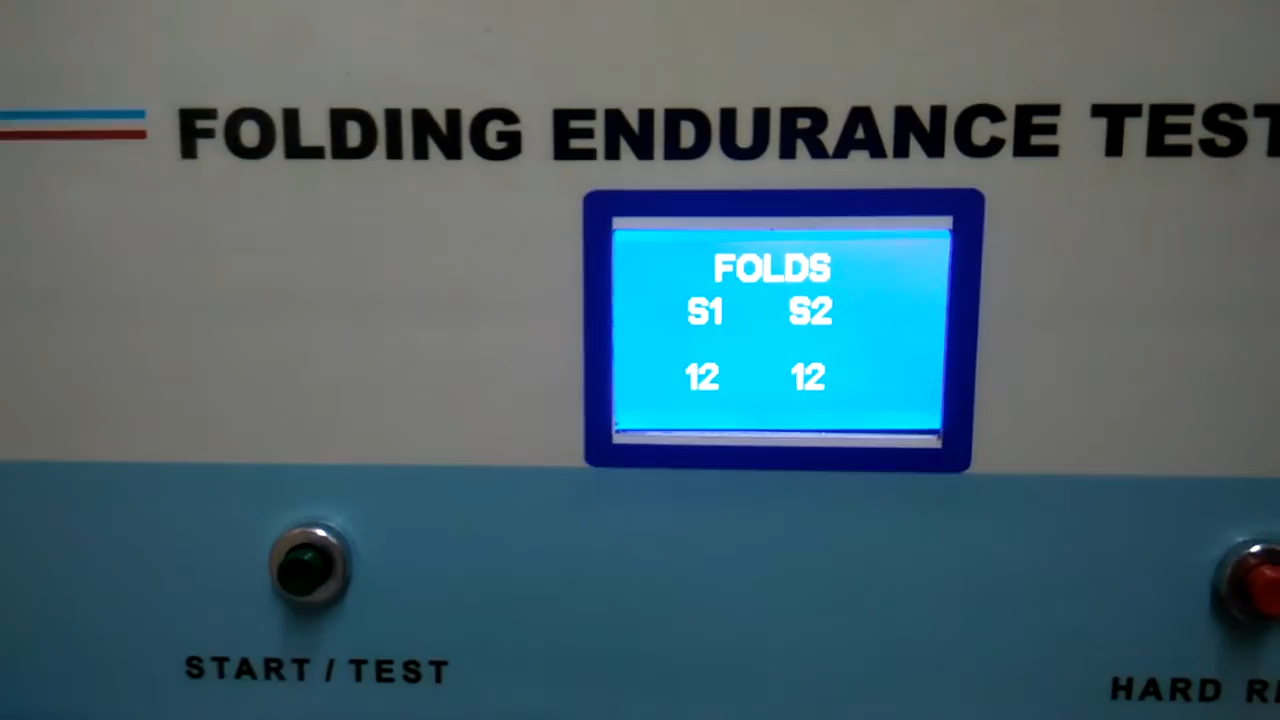 FOLDING ENDURANCE TEST
FOLDS
S1 S2
12 12
START / TEST
HARD